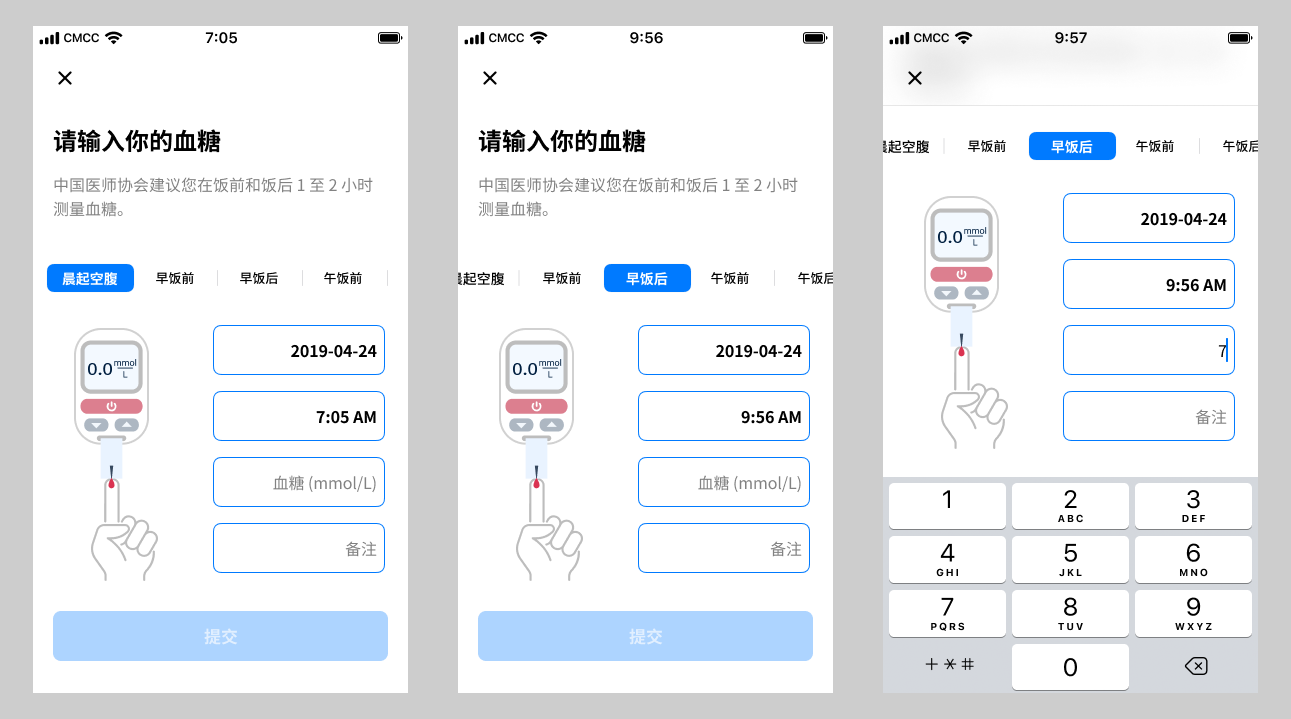 CMCC 7:05
请输入你的血糖
中国医师协会建议您在饭前和饭后 1 至 2 小时
测量血糖。
晨起空腹 早饭前 早饭后 午饭前
0.0 mmol/L
2019-04-24
7:05 AM
血糖 (mmol/L)
备注
提交
CMCC 9:56
请输入你的血糖
中国医师协会建议您在饭前和饭后 1 至 2 小时
测量血糖。
起空腹 早饭前 早饭后 午饭前 午饭后
0.0 mmol/L
2019-04-24
9:56 AM
血糖 (mmol/L)
备注
提交
CMCC 9:57
起空腹 早饭前 早饭后 午饭前 午饭后
0.0 mmol/L
2019-04-24
9:56 AM
7
备注
1 2 3
ABC DEF
4 5 6
GHI JKL MNO
7 8 9
PQRS TUV WXYZ
+*# 0